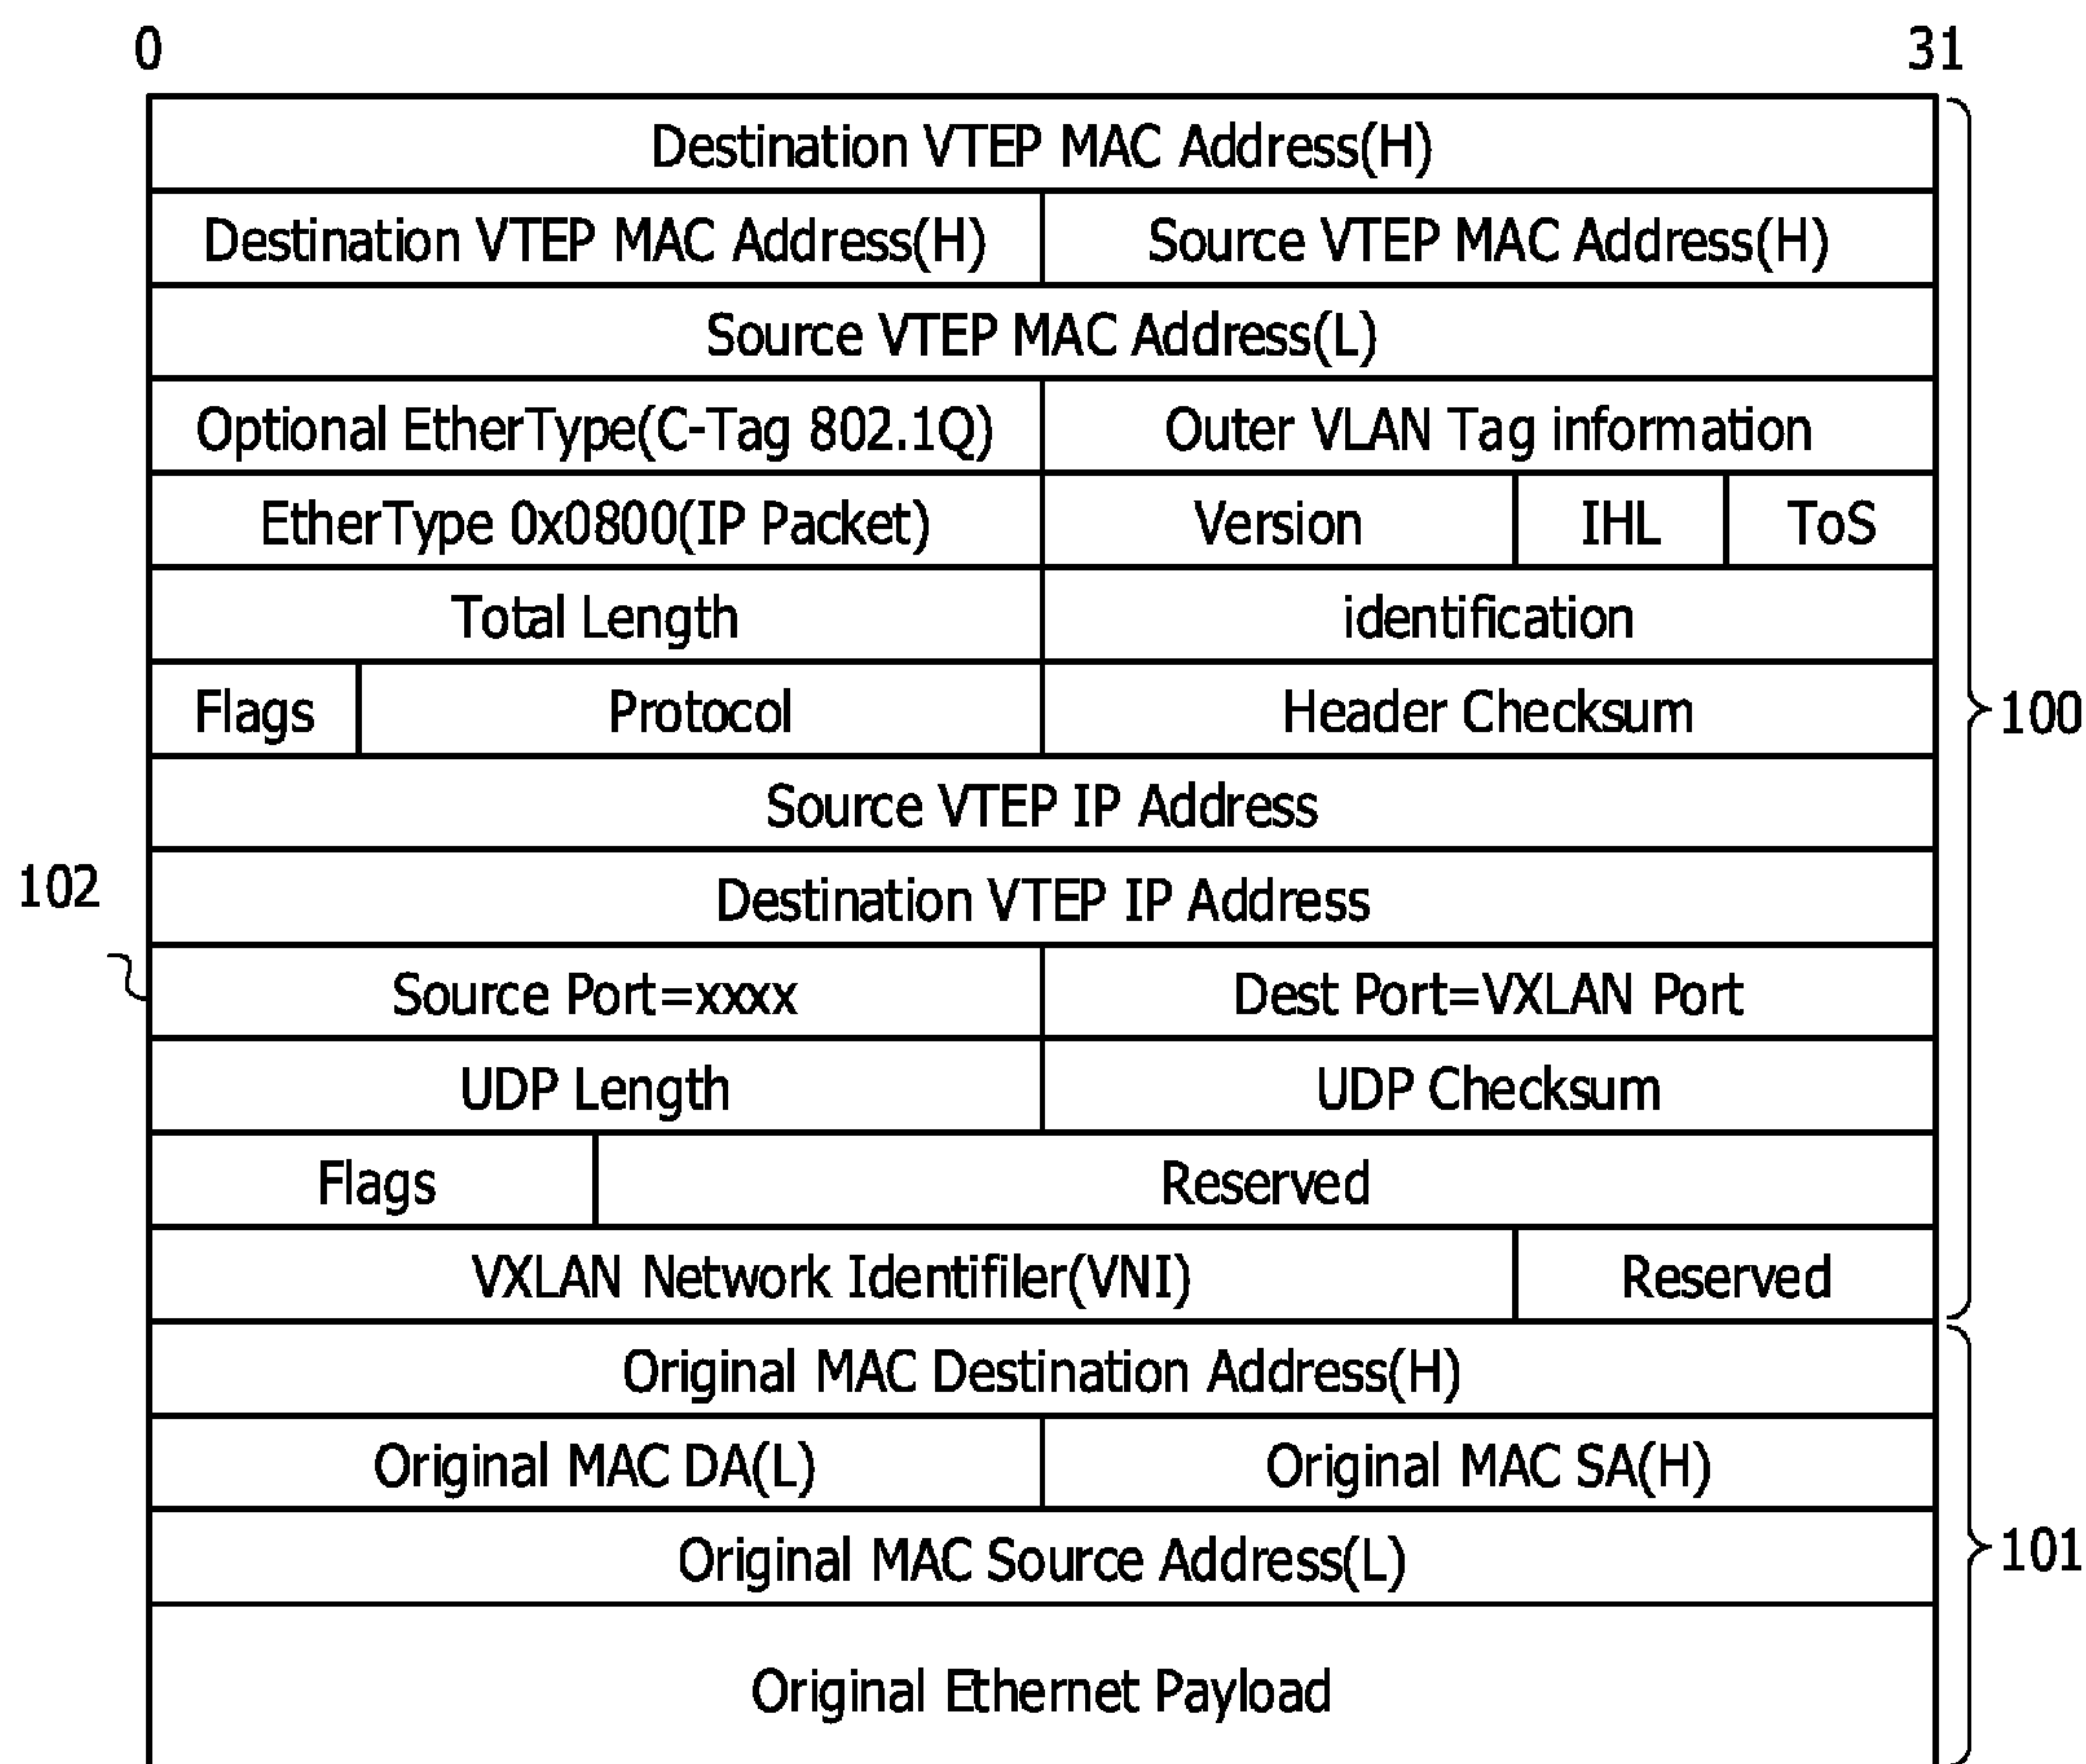 0 31
Destination VTEP MAC Address(H)
Destination VTEP MAC Address(H) Source VTEP MAC Address(H)
Source VTEP MAC Address(L)
Optional EtherType(C-Tag 802.1Q) Outer VLAN Tag information
EtherType 0x0800(IP Packet) Version IHL ToS
Total Length identification
Flags Protocol Header Checksum
100
Source VTEP IP Address
Destination VTEP IP Address
102
Source Port=xxxx Dest Port=VXLAN Port
UDP Length UDP Checksum
Flags Reserved
VXLAN Network Identifiler(VNI) Reserved
Original MAC Destination Address(H)
Original MAC DA(L) Original MAC SA(H)
Original MAC Source Address(L)
101
Original Ethernet Payload